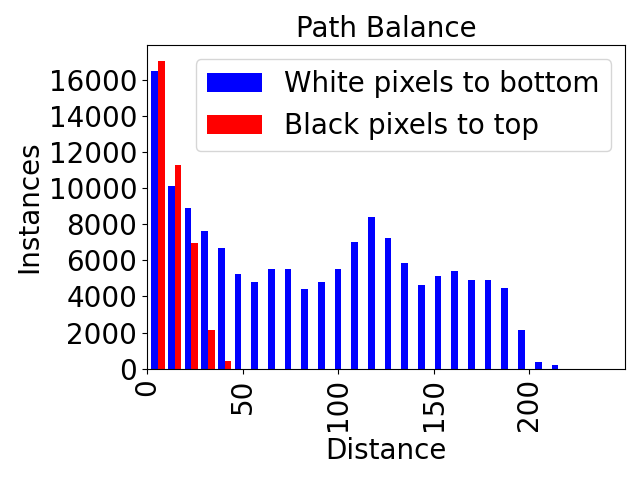 Path Balance
White pixels to bottom
Black pixels to top
Instances
16000
14000
12000
10000
8000
6000
4000
2000
0
0 50 100 150 200
Distance